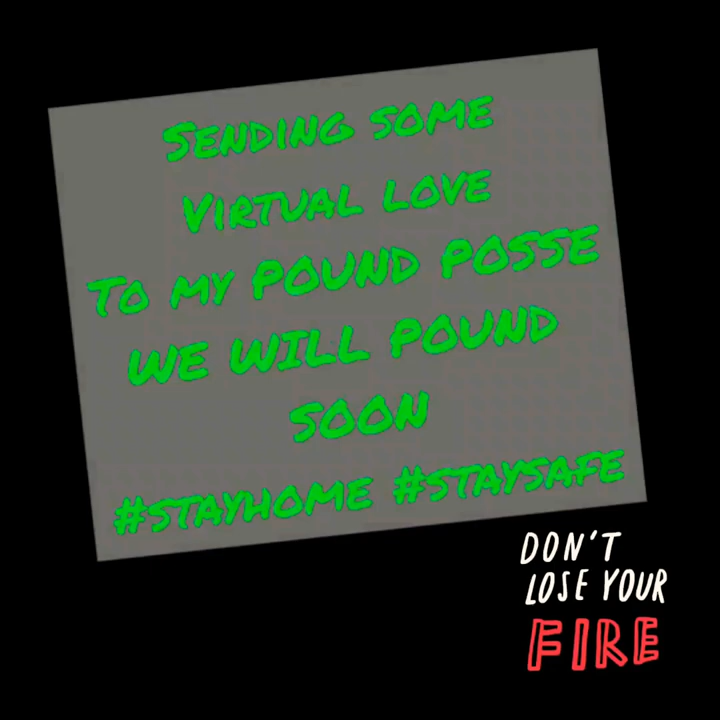 Sending some
Virtual love
To my POUND POSSE
WE WILL POUND
SOON
#STAYHOME #STAYSAFE
DON'T
LOSE YOUR
FIRE